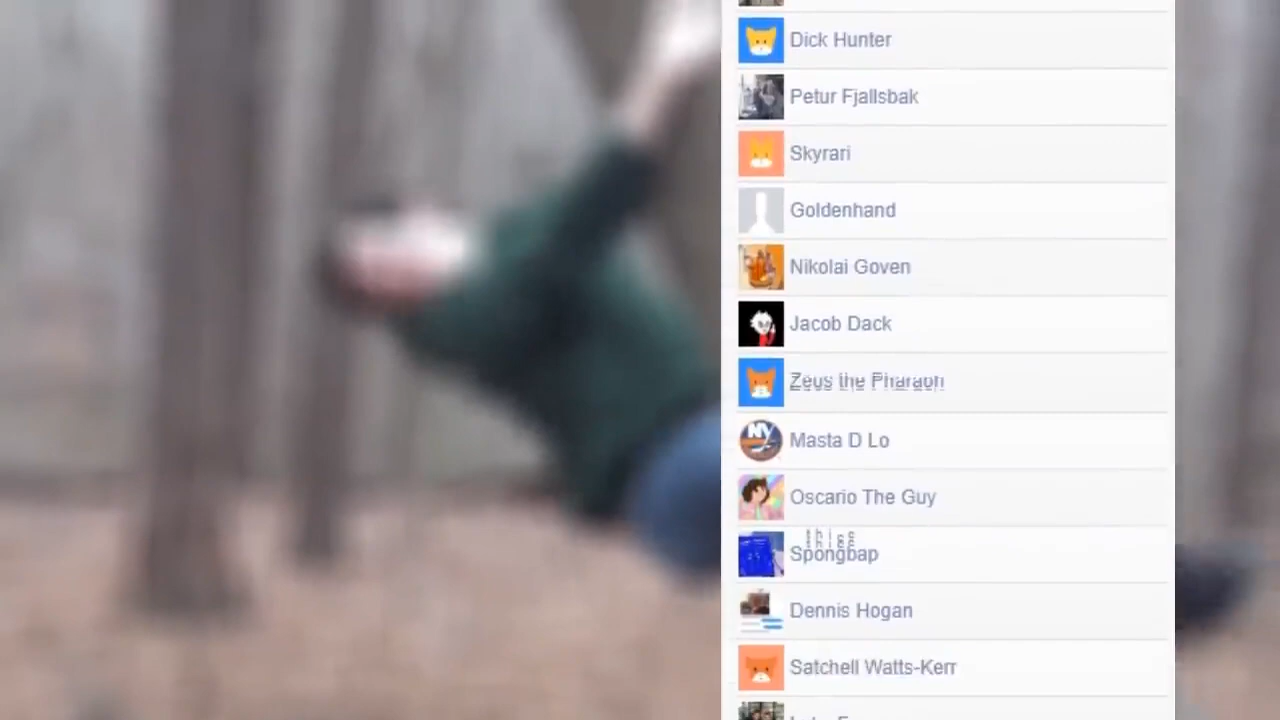 Dick Hunter
Petur Fjallsbak
Skyrari
Goldenhand
Nikolai Goven
Jacob Dack
Zeus the Pharaoh
NY
Masta D Lo
Oscario The Guy
Spongbap
Dennis Hogan
Satchell Watts-Kerr